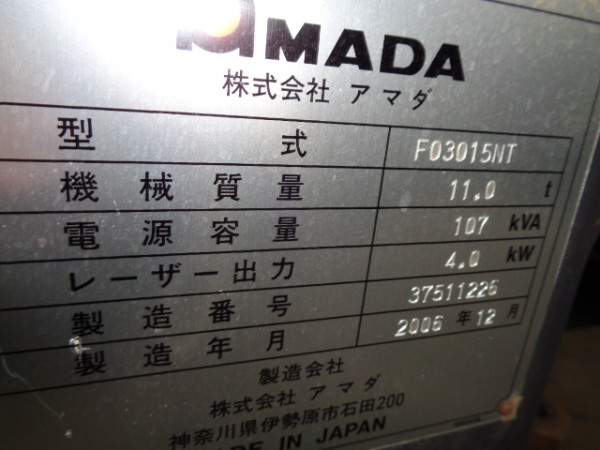 AMADA
株式会社 アマダ
型式 FO3015NT
機械質量 11.0 t
電源容量 107 kVA
レーザー出力 4.0 kW
製造番号 37511226
製造年月 2006 年 12 月
製造会社
株式会社 アマダ
神奈川県伊勢原市石田200
MADE IN JAPAN